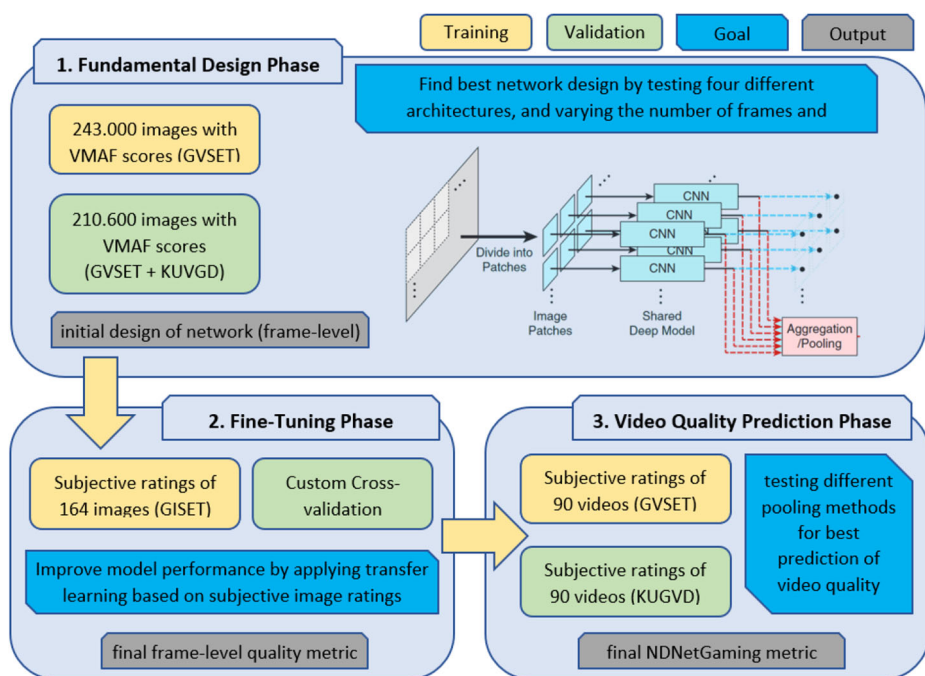 Training
Validation
Goal
Output
1. Fundamental Design Phase
Find best network design by testing four different
architectures, and varying the number of frames and
243.000 images with
VMAF scores (GVSET)
210.600 images with
VMAF scores
(GVSET + KUVGD)
initial design of network (frame-level)
Divide into
Patches
Image
Patches
CNN
CNN
CNN
CNN
CNN
Shared
Deep Model
Aggregation
/Pooling
2. Fine-Tuning Phase
Subjective ratings of
164 images (GISET)
Custom Cross-
validation
Improve model performance by applying transfer
learning based on subjective image ratings
final frame-level quality metric
3. Video Quality Prediction Phase
Subjective ratings of
90 videos (GVSET)
Subjective ratings of
90 videos (KUGVD)
testing different
pooling methods
for best
prediction of
video quality
final NDNetGaming metric